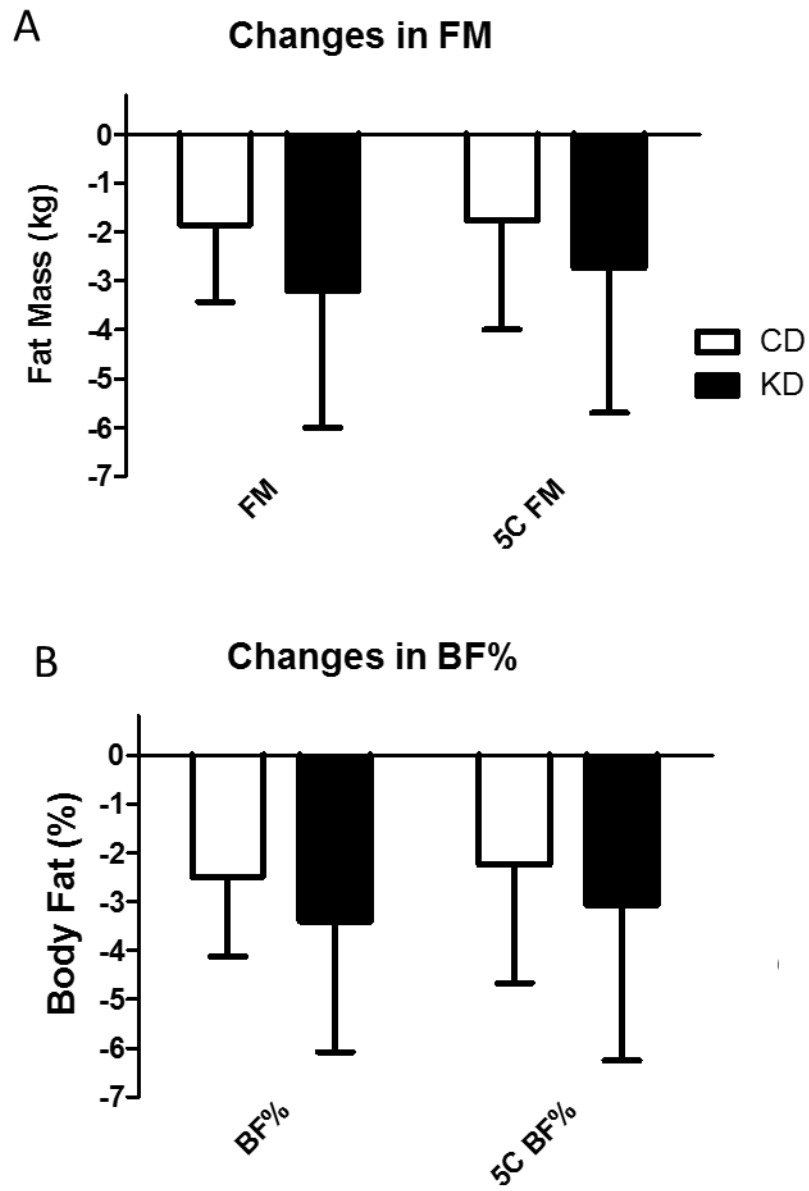 A
Changes in FM
0
-1
-2
-3
-4
-5
-6
-7
Fat Mass (kg)
FM
5C FM
CD
KD
B
Changes in BF%
0
-1
-2
-3
-4
-5
-6
-7
Body Fat (%)
BF%
5C BF%